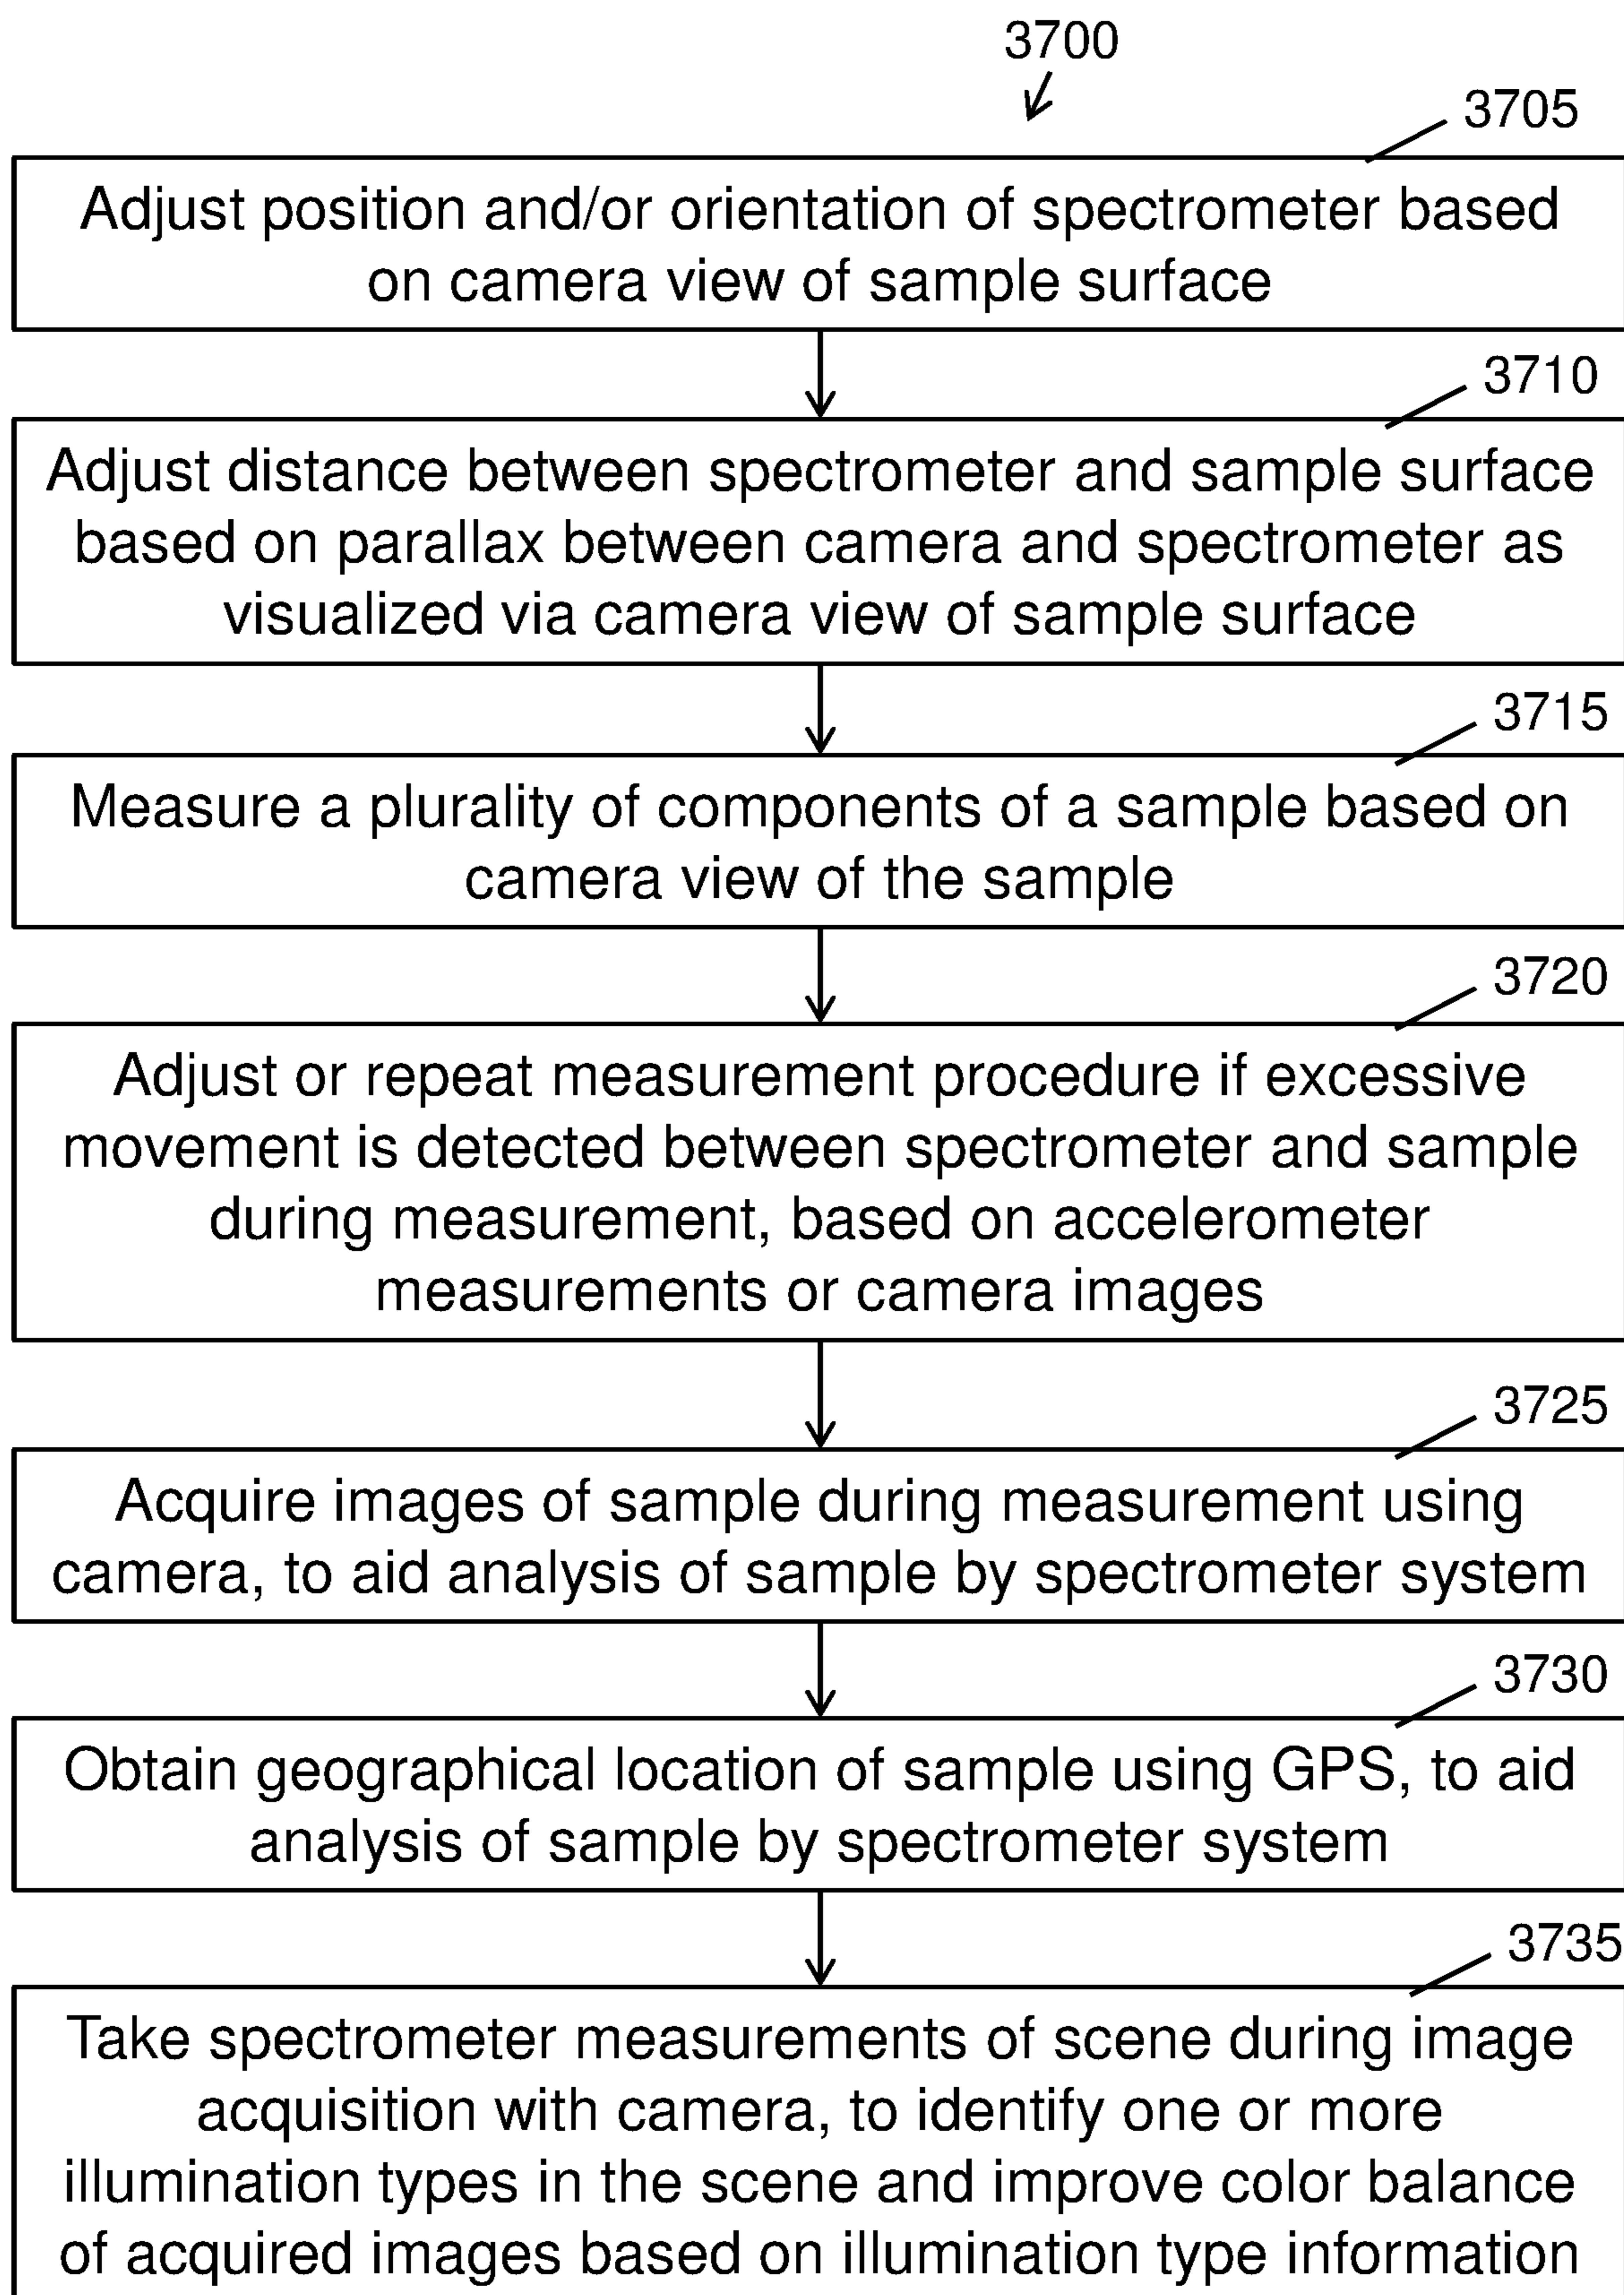 3700
3705
Adjust position and/or orientation of spectrometer based
on camera view of sample surface
3710
Adjust distance between spectrometer and sample surface
based on parallax between camera and spectrometer as
visualized via camera view of sample surface
3715
Measure a plurality of components of a sample based on
camera view of the sample
3720
Adjust or repeat measurement procedure if excessive
movement is detected between spectrometer and sample
during measurement, based on accelerometer
measurements or camera images
3725
Acquire images of sample during measurement using
camera, to aid analysis of sample by spectrometer system
3730
Obtain geographical location of sample using GPS, to aid
analysis of sample by spectrometer system
3735
Take spectrometer measurements of scene during image
acquisition with camera, to identify one or more
illumination types in the scene and improve color balance
of acquired images based on illumination type information